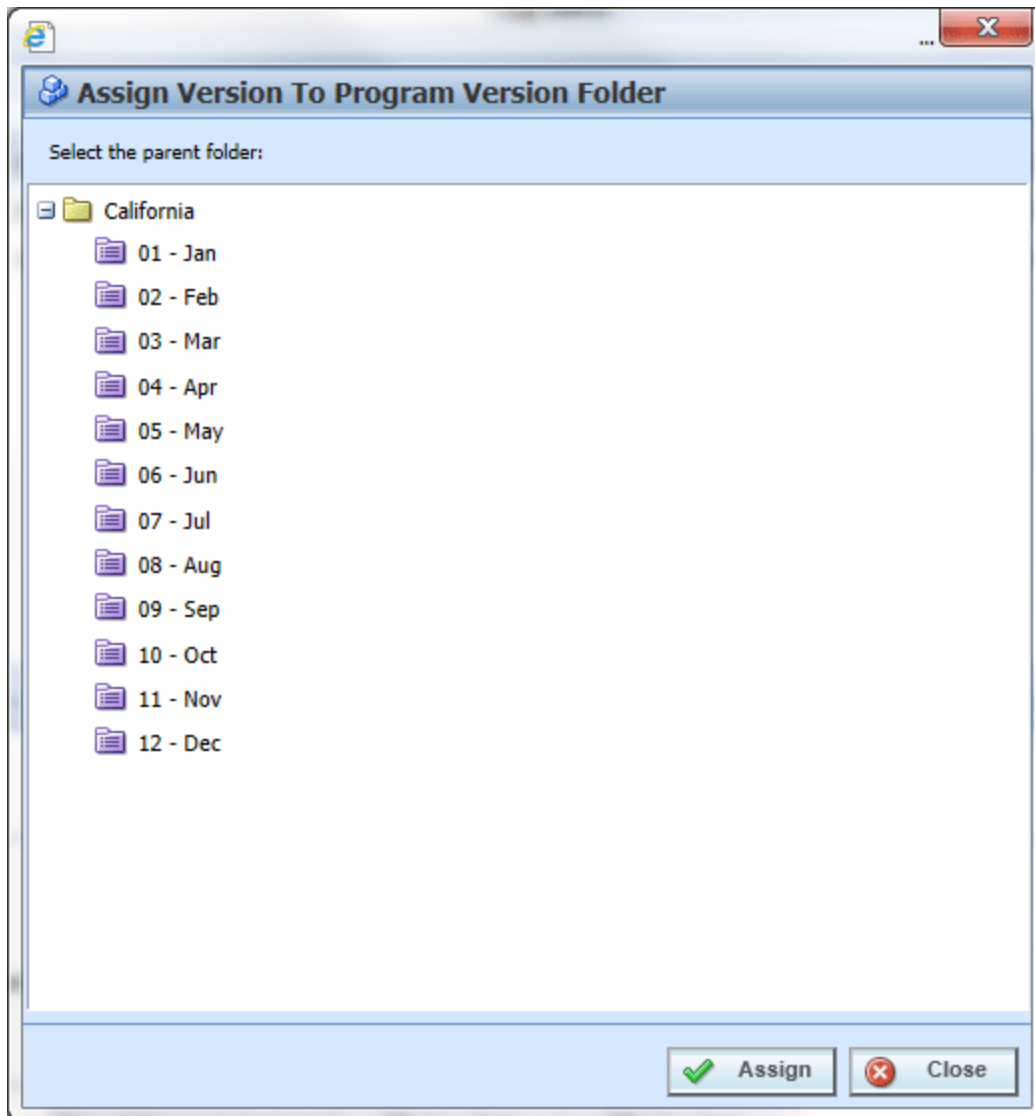 ...
Assign Version To Program Version Folder
Select the parent folder:
California
01 - Jan
02 - Feb
03 - Mar
04 - Apr
05 - May
06 - Jun
07 - Jul
08 - Aug
09 - Sep
10 - Oct
11 - Nov
12 - Dec
Assign Close